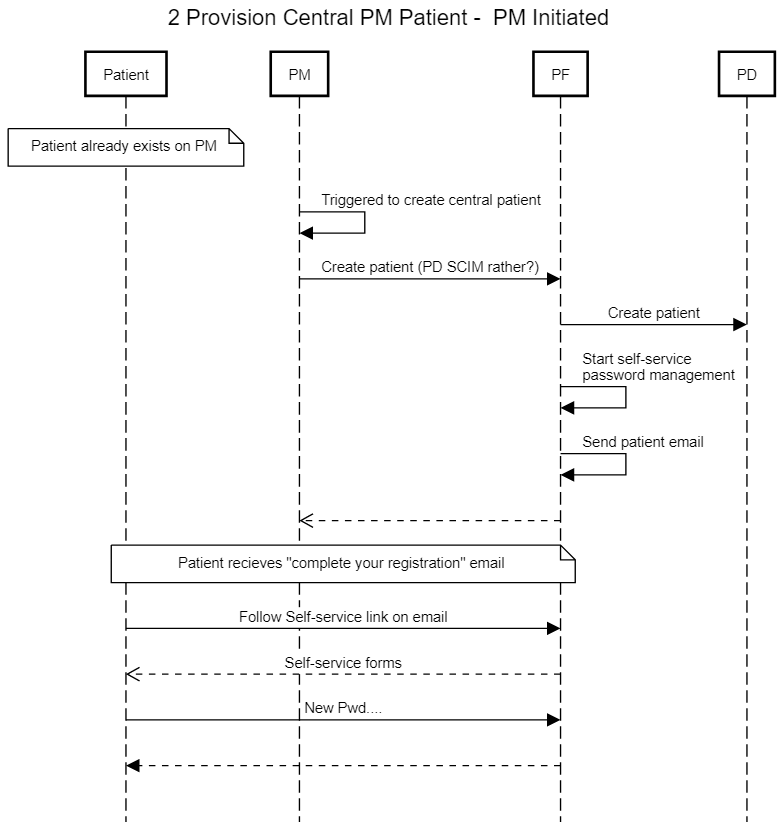 2 Provision Central PM Patient -  PM Initiated
Patient
PM
PF
PD
Patient already exists on PM
Triggered to create central patient
Create patient (PD SCIM rather?)
Create patient
Start self-service
password management
Send patient email
Patient recieves "complete your registration" email
Follow Self-service link on email
Self-service forms
New Pwd....